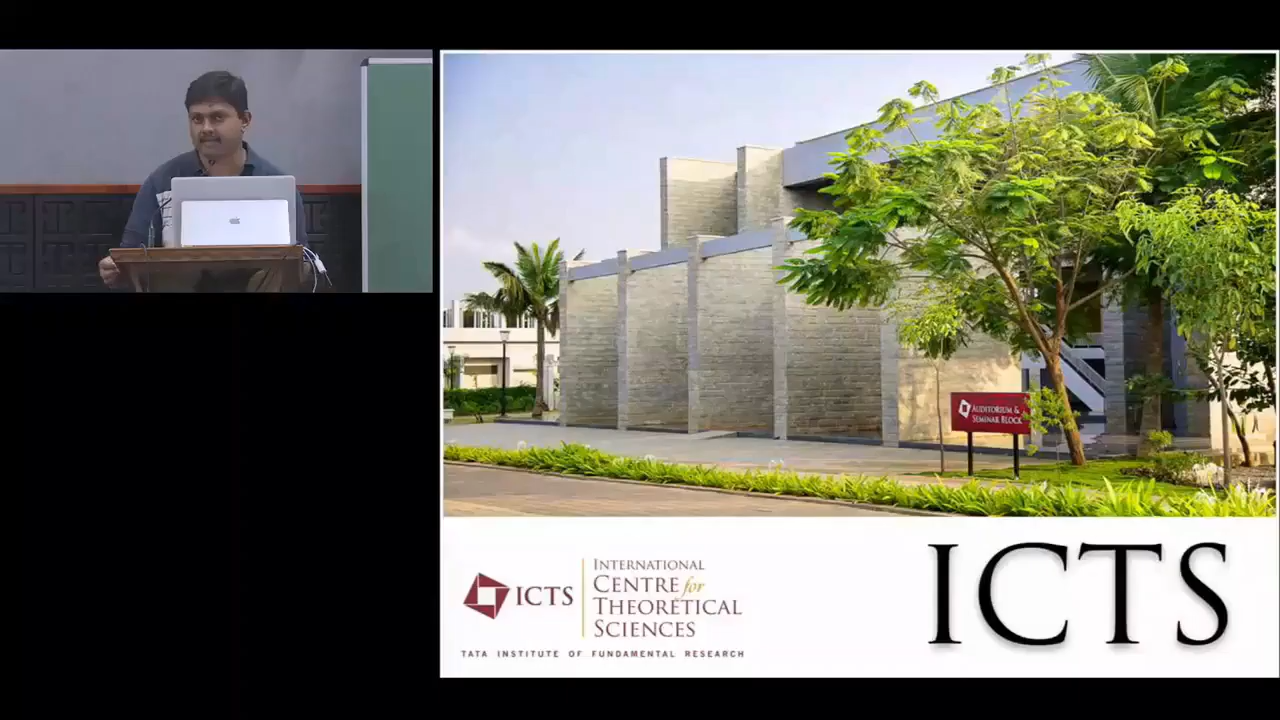 AUDITORIUM &
SEMINAR BLOCK
ICTS
INTERNATIONAL
CENTRE for
THEORETICAL
SCIENCES
TATA INSTITUTE OF FUNDAMENTAL RESEARCH
ICTS